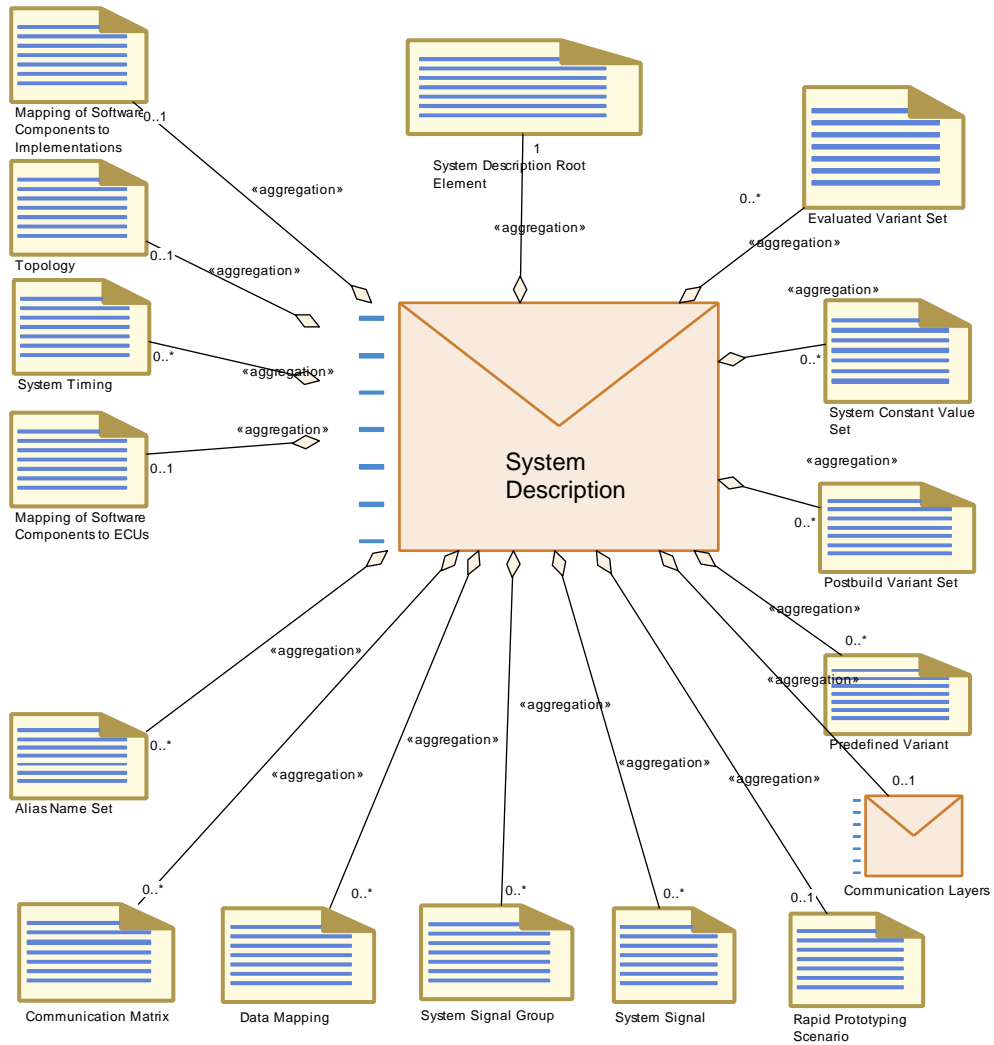 Mapping of Software
Components to
Implementations
0..1
«aggregation»
1
System Description Root
Element
«aggregation»
0..*
Evaluated Variant Set
«aggregation»
Topology
0..1
«aggregation»
«aggregation»
0..*
System Constant Value
Set
System Timing
0..*
«aggregation»
Mapping of Software
Components to ECUs
0..1
«aggregation»
System
Description
«aggregation»
0..*
Postbuild Variant Set
«aggregation»
0..*
Predefined Variant
«aggregation»
0..1
Communication Layers
«aggregation»
0..*
Alias Name Set
«aggregation»
0..*
Communication Matrix
«aggregation»
0..*
Data Mapping
«aggregation»
0..*
System Signal Group
«aggregation»
0..*
System Signal
«aggregation»
0..1
Rapid Prototyping
Scenario